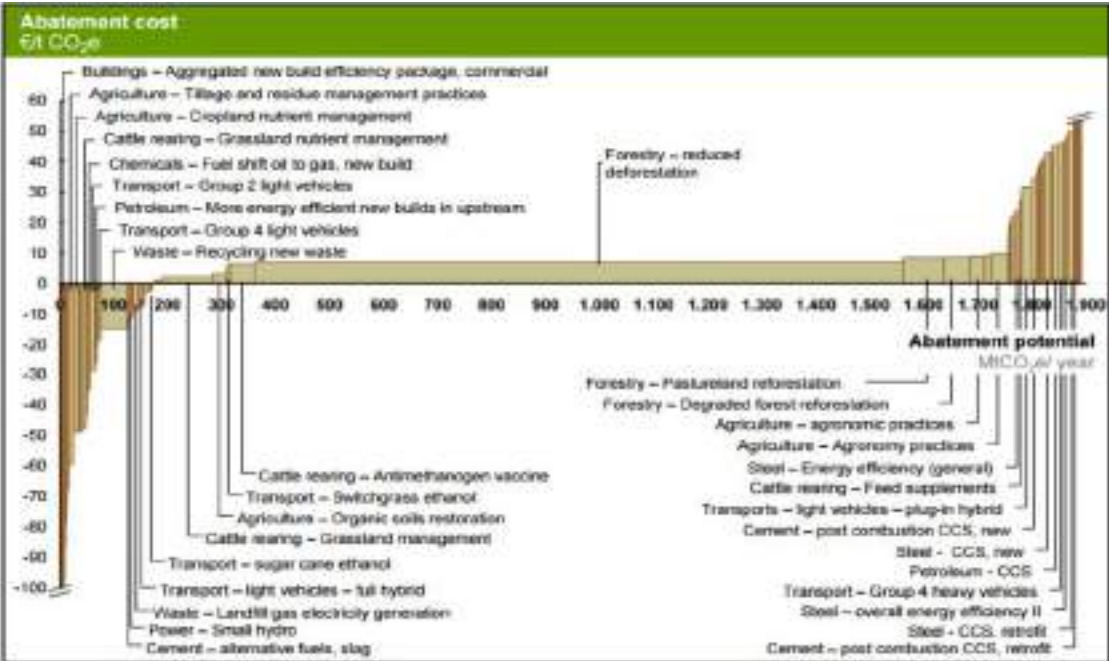 Abatement cost
€/t CO₂e
Buildings – Aggregated new build efficiency package, commercial
Agriculture – Tillage and residue management practices
Agriculture – Cropland nutrient management
Cattle rearing – Grassland nutrient management
Chemicals – Fuel shift oil to gas, new build
Transport – Group 2 light vehicles
Petroleum – More energy efficient new builds in upstream
Transport – Group 4 light vehicles
Waste – Recycling new waste
Forestry – reduced
deforestation
60
50
40
30
20
10
0
-10
-20
-30
-40
-50
-60
-70
-80
-90
-100
0 100 200 300 400 500 600 700 800 900 1.000 1.100 1.200 1.300 1.400 1.500 1.600 1.700 1.800 1.900
Abatement potential
MtCO₂e/ year
Forestry – Pastureland reforestation
Forestry – Degraded forest reforestation
Agriculture – agronomic practices
Agriculture – Agronomy practices
Steel – Energy efficiency (general)
Cattle rearing – Feed supplements
Transports – light vehicles – plug-in hybrid
Cement – post combustion CCS, new
Steel - CCS, new
Petroleum - CCS
Transport – Group 4 heavy vehicles
Steel – overall energy efficiency II
Steel - CCS, retrofit
Cement – post combustion CCS, retrofit
Cattle rearing – Antimethanogen vaccine
Transport – Switchgrass ethanol
Agriculture – Organic soils restoration
Cattle rearing – Grassland management
Transport – sugar cane ethanol
Transport – light vehicles – full hybrid
Waste – Landfill gas electricity generation
Power – Small hydro
Cement – alternative fuels, slag